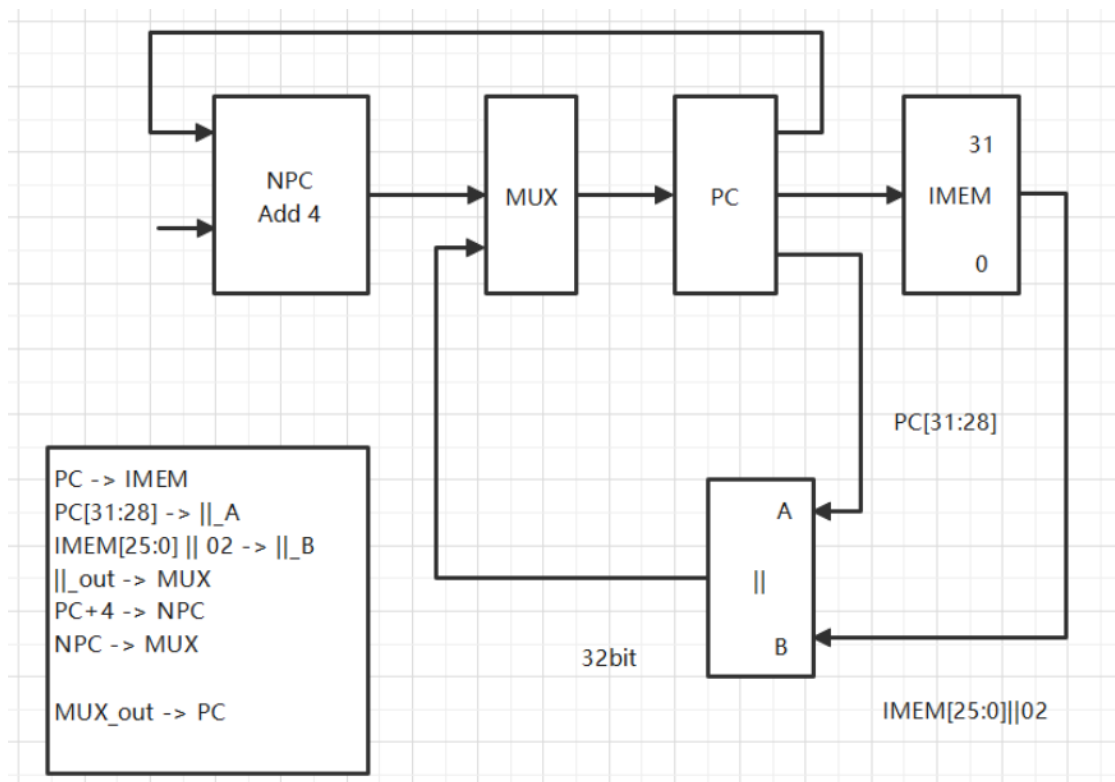 NPC
Add 4
MUX
PC
31
IMEM
0
PC[31:28]
A
||
B
32bit
IMEM[25:0]||02
PC -> IMEM
PC[31:28] -> ||_A
IMEM[25:0] || 02 -> ||_B
||_out -> MUX
PC+4 -> NPC
NPC -> MUX
MUX_out -> PC